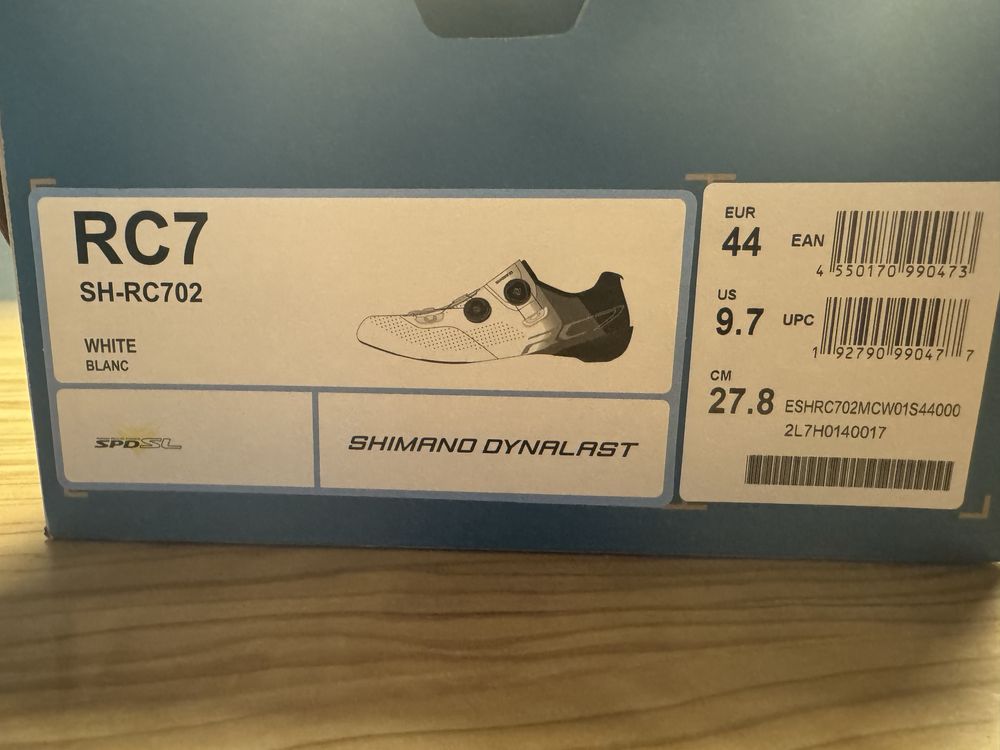 RC7
SH-RC702
WHITE
BLANC
SPD-SL
SHIMANO DYNALAST
EUR
44
EAN
4 550170 990473
US
9.7
UPC
1 92790 99047 7
CM
27.8
ESHRC702MCW01S44000
2L7H0140017